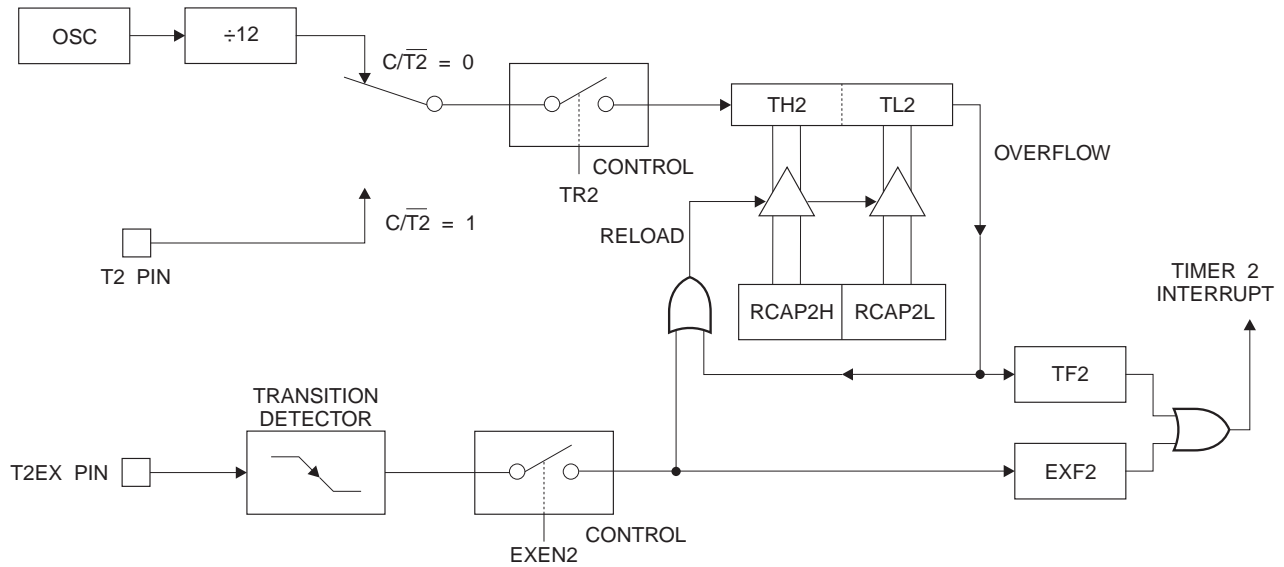 OSC
÷12
C/T2̅ = 0
TH2
TL2
OVERFLOW
CONTROL
TR2
C/T2̅ = 1
T2 PIN
RELOAD
RCAP2H
RCAP2L
TIMER 2
INTERRUPT
TF2
TRANSITION
DETECTOR
T2EX PIN
EXF2
CONTROL
EXEN2